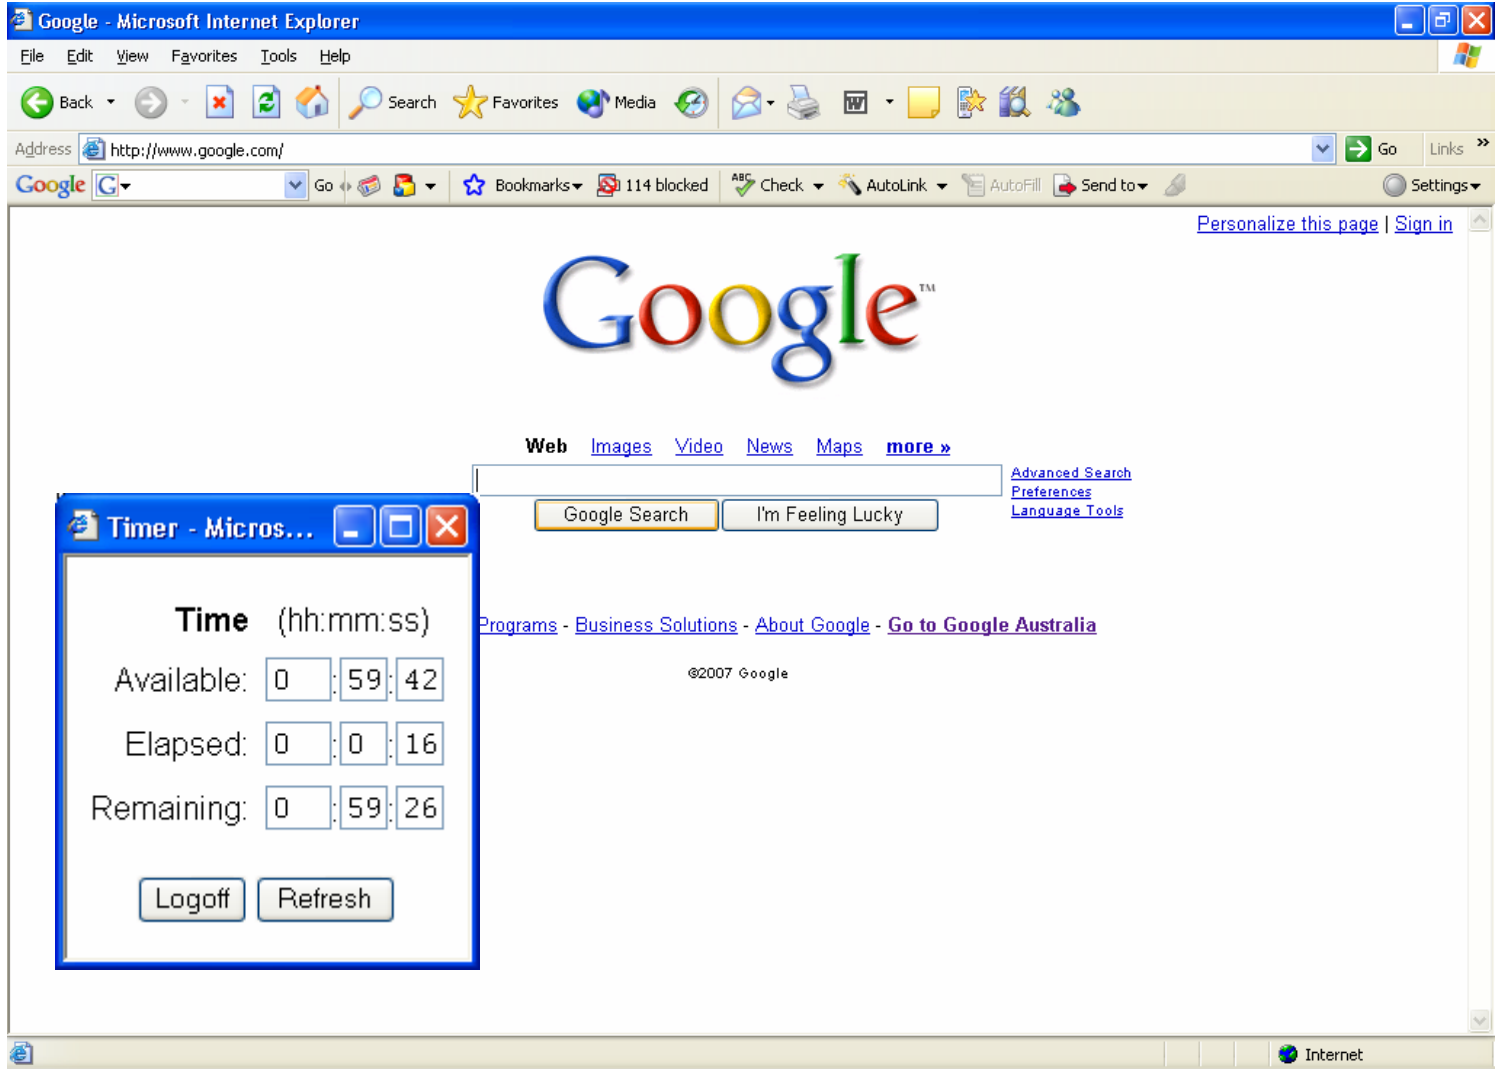 Google - Microsoft Internet Explorer
File Edit View Favorites Tools Help
Back Search Favorites Media
Address http://www.google.com/ Go Links »
Google G Go Bookmarks 114 blocked ABC Check AutoLink AutoFill Send to Settings
Personalize this page | Sign in
Google TM
Web Images Video News Maps more »
Advanced Search
Preferences
Language Tools
Google Search I'm Feeling Lucky
Programs - Business Solutions - About Google - Go to Google Australia
©2007 Google
Timer - Micros...
Time (hh:mm:ss)
Available: 0 : 59 : 42
Elapsed: 0 : 0 : 16
Remaining: 0 : 59 : 26
Logoff Refresh
Internet